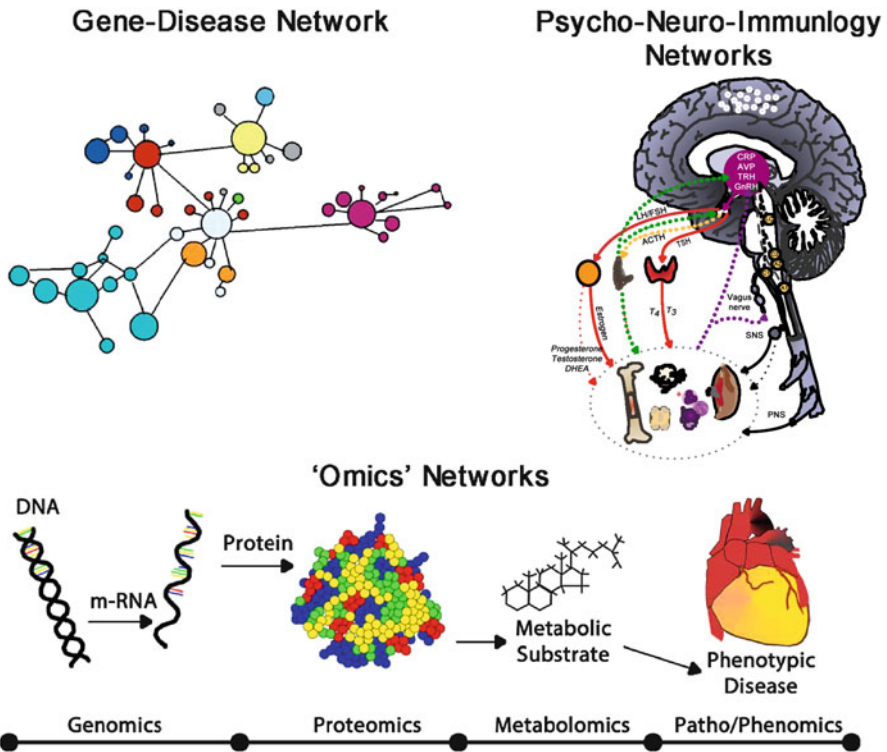 Gene-Disease Network
Psycho-Neuro-Immunlogy
Networks
CRP
AVP
TRH
GnRH
LH/FSH
ACTH
TSH
Estrogen
T4
T3
Progesterone
Testosterone
DHEA
Vagus
nerve
SNS
PNS
'Omics' Networks
DNA
m-RNA
Protein
Metabolic
Substrate
Phenotypic
Disease
Genomics
Proteomics
Metabolomics
Patho/Phenomics